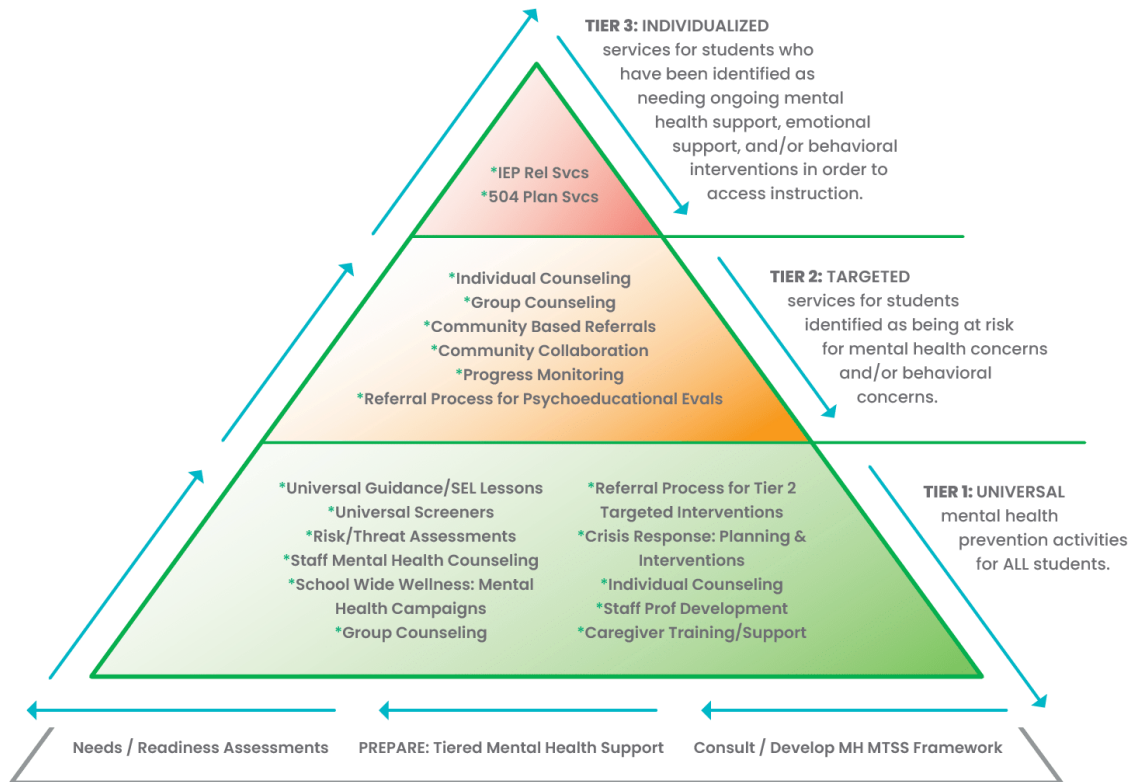 TIER 3: INDIVIDUALIZED
services for students who
have been identified as
needing ongoing mental
health support, emotional
support, and/or behavioral
interventions in order to
access instruction.
*IEP Rel Svcs
*504 Plan Svcs
TIER 2: TARGETED
services for students
identified as being at risk
for mental health concerns
and/or behavioral
concerns.
*Individual Counseling
*Group Counseling
*Community Based Referrals
*Community Collaboration
*Progress Monitoring
*Referral Process for Psychoeducational Evals
TIER 1: UNIVERSAL
mental health
prevention activities
for ALL students.
*Universal Guidance/SEL Lessons
*Universal Screeners
*Risk/Threat Assessments
*Staff Mental Health Counseling
*School Wide Wellness: Mental
Health Campaigns
*Group Counseling
*Referral Process for Tier 2
Targeted Interventions
*Crisis Response: Planning &
Interventions
*Individual Counseling
*Staff Prof Development
*Caregiver Training/Support
Needs / Readiness Assessments
PREPARE: Tiered Mental Health Support
Consult / Develop MH MTSS Framework